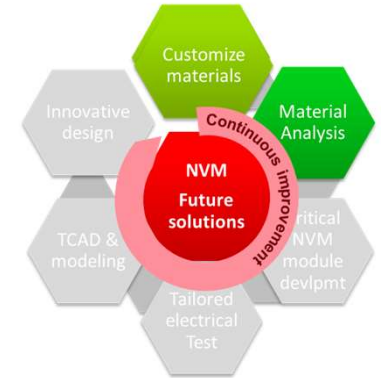 Customize
materials
Innovative
design
Material
Analysis
Continuous improvement
NVM
Future
solutions
TCAD &
modeling
Critical
NVM
module
devlpmt
Tailored
electrical
Test